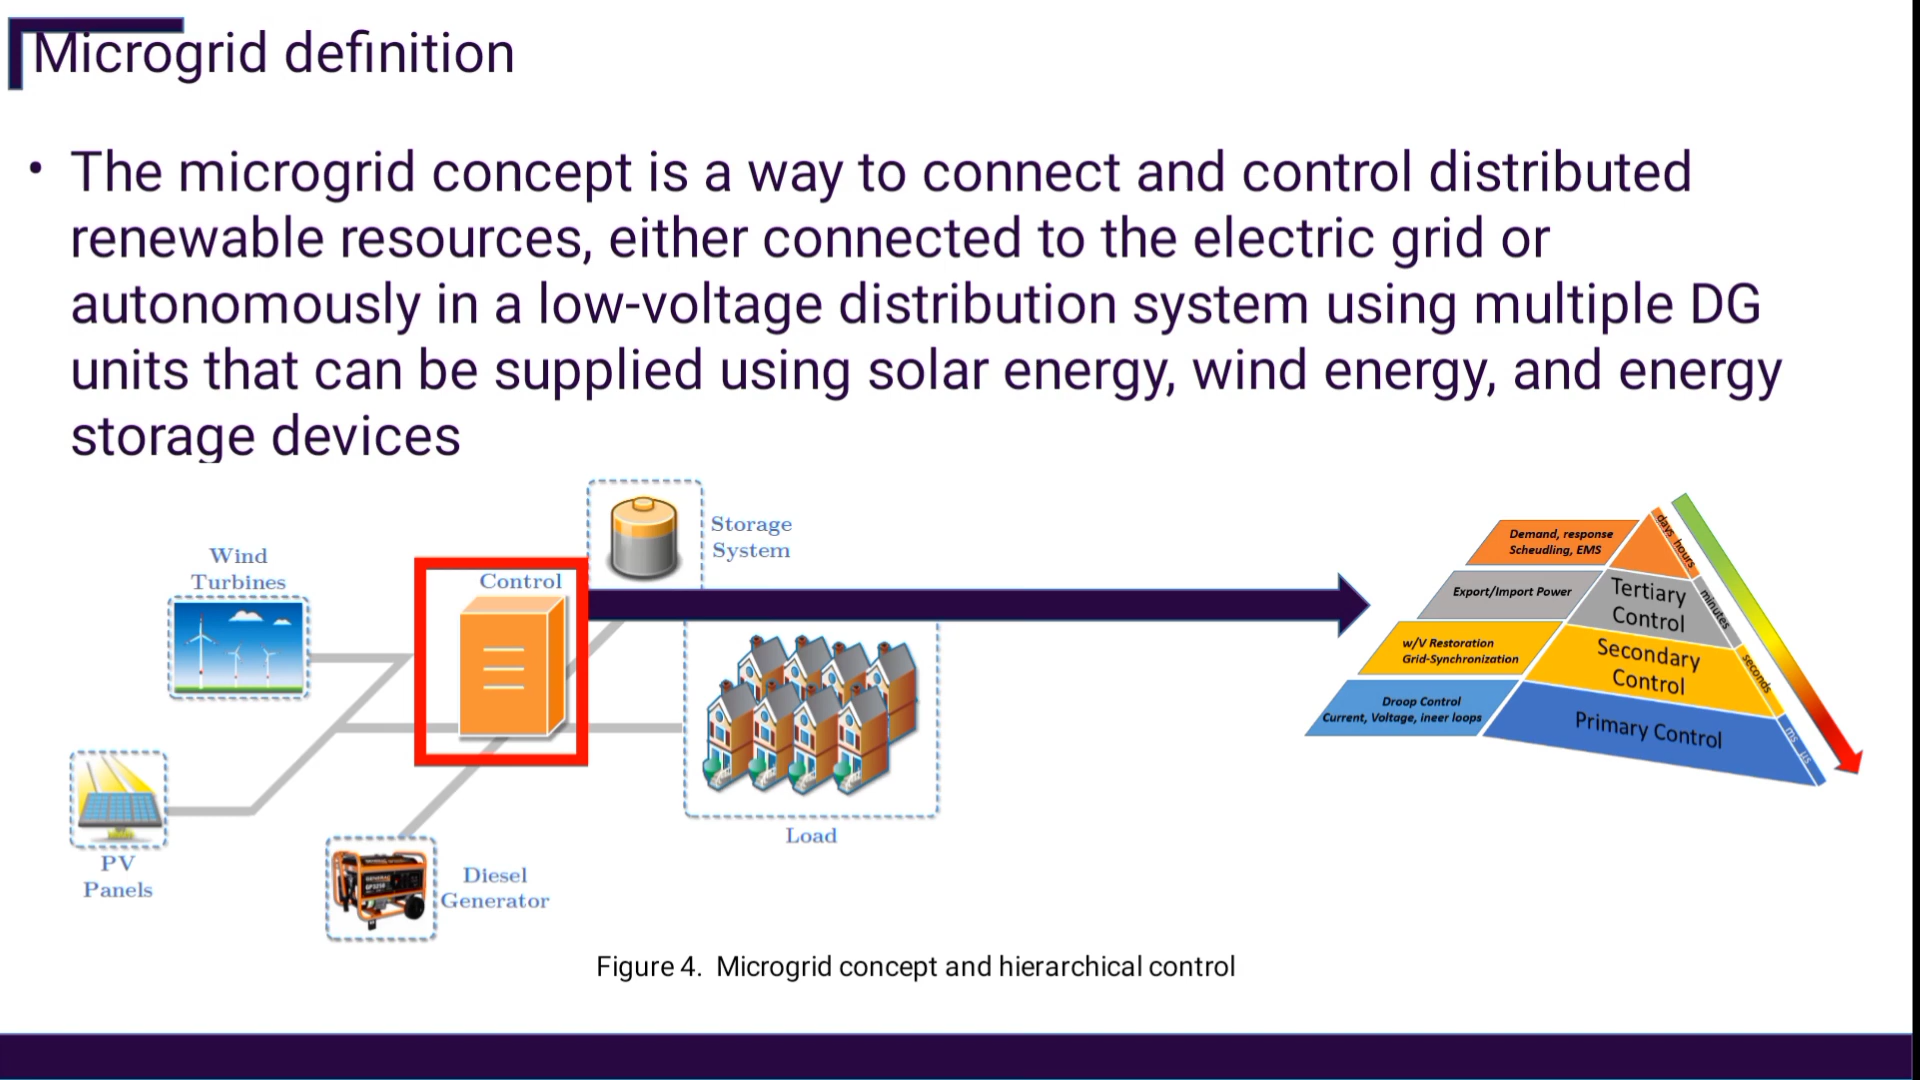 Microgrid definition
• The microgrid concept is a way to connect and control distributed
renewable resources, either connected to the electric grid or
autonomously in a low-voltage distribution system using multiple DG
units that can be supplied using solar energy, wind energy, and energy
storage devices
Storage
System
Wind
Turbines
Control
PV
Panels
Diesel
Generator
Load
Demand, response
Scheudling, EMS
Export/Import Power
w/V Restoration
Grid-Synchronization
Droop Control
Current, Voltage, ineer loops
Tertiary
Control
Secondary
Control
Primary Control
days hours
minutes
seconds
ms µs
Figure 4. Microgrid concept and hierarchical control